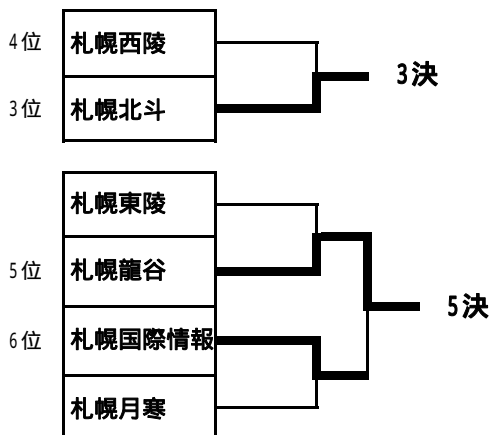 4位 札幌西陵
3決
3位 札幌北斗
札幌東陵
5位 札幌龍谷
5決
6位 札幌国際情報
札幌月寒